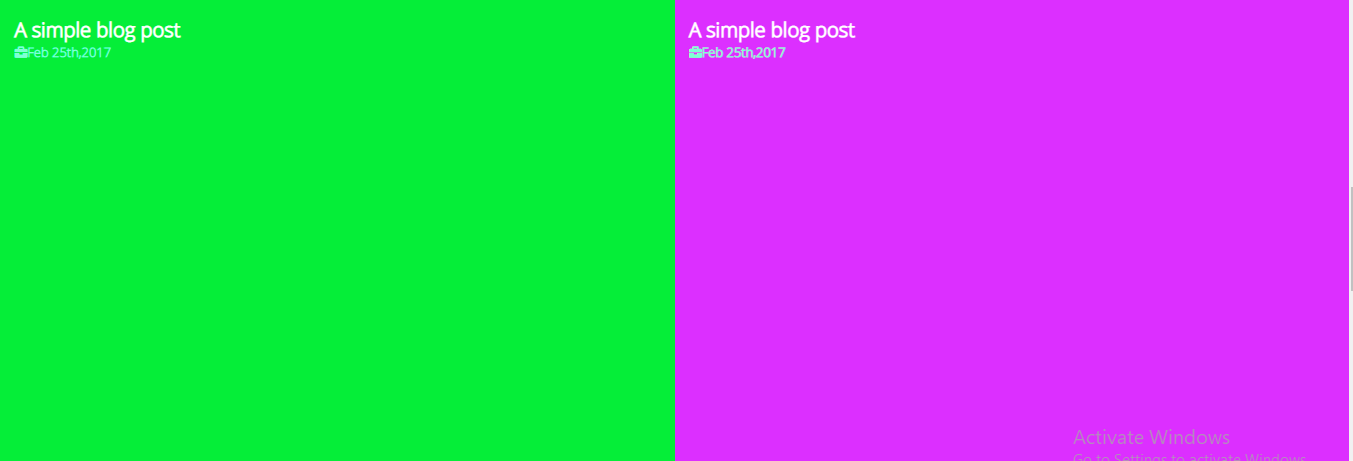 A simple blog post
Feb 25th,2017
A simple blog post
Feb 25th,2017
Activate Windows
Go to Settings to activate Windows.